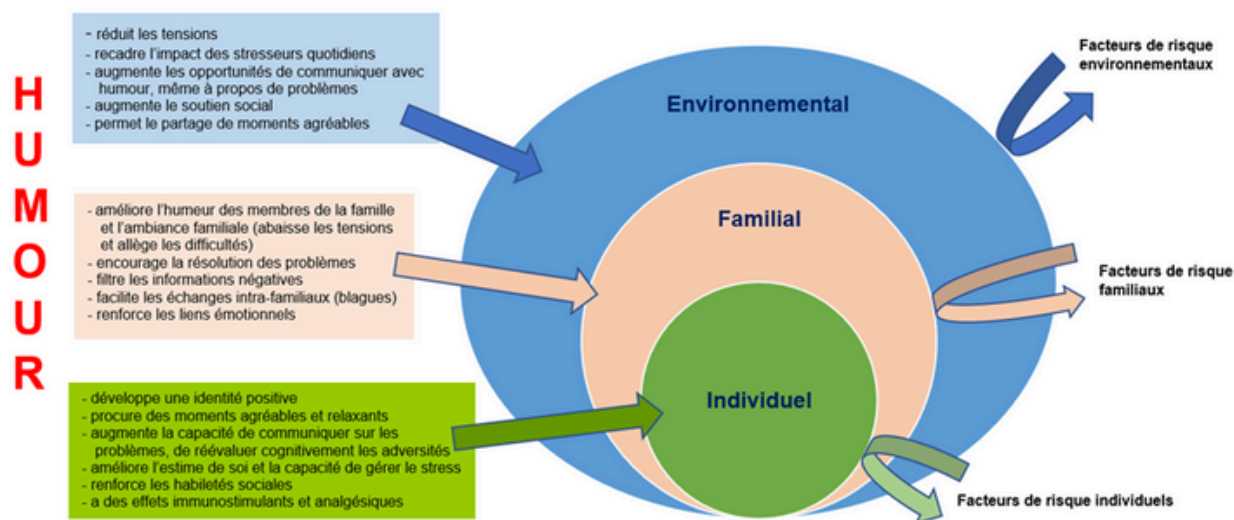 HUMOUR
- réduit les tensions
- recadre l'impact des stresseurs quotidiens
- augmente les opportunités de communiquer avec
humour, même à propos de problèmes
- augmente le soutien social
- permet le partage de moments agréables
- améliore l'humeur des membres de la famille
et l'ambiance familiale (abaisse les tensions
et allège les difficultés)
- encourage la résolution des problèmes
- filtre les informations négatives
- facilite les échanges intra-familiaux (blagues)
- renforce les liens émotionnels
- développe une identité positive
- procure des moments agréables et relaxants
- augmente la capacité de communiquer sur les
problèmes, de réévaluer cognitivement les adversités
- améliore l'estime de soi et la capacité de gérer le stress
- renforce les habiletés sociales
- a des effets immunostimulants et analgésiques
Environnemental
Familial
Individuel
Facteurs de risque
environnementaux
Facteurs de risque
familiaux
Facteurs de risque individuels